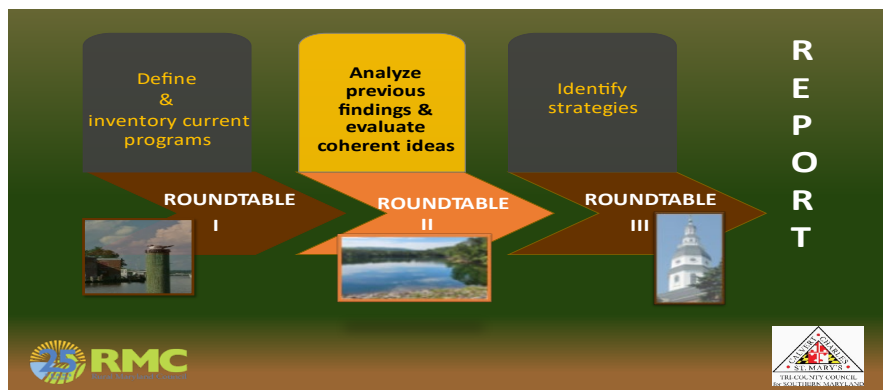 Define
&
inventory current
programs
Analyze
previous
findings &
evaluate
coherent ideas
Identify
strategies
ROUNDTABLE
I
ROUNDTABLE
II
ROUNDTABLE
III
REPORT
25 RMC
CALVERT CHARLES
ST. MARY'S
TRI-COUNTY COUNCIL
for SOUTHERN MARYLAND